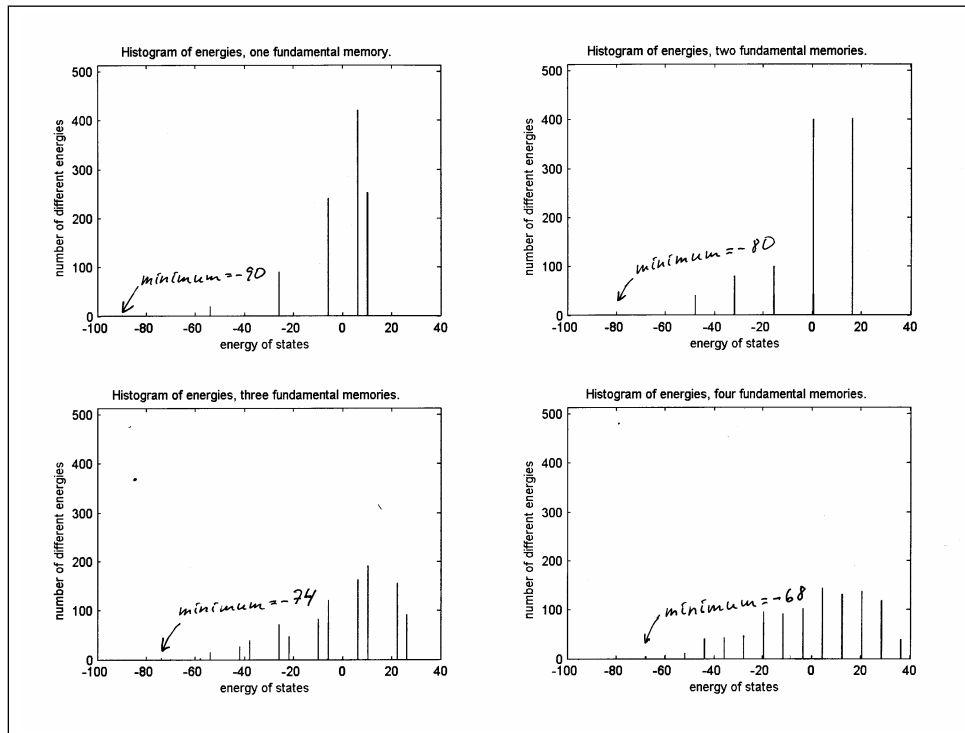 Histogram of energies, one fundamental memory.
500
400
300
200
100
0
number of different energies
minimum=-90
-100 -80 -60 -40 -20 0 20 40
energy of states
Histogram of energies, two fundamental memories.
500
400
300
200
100
0
number of different energies
minimum=-80
-100 -80 -60 -40 -20 0 20 40
energy of states
Histogram of energies, three fundamental memories.
500
400
300
200
100
0
number of different energies
minimum=-74
-100 -80 -60 -40 -20 0 20 40
energy of states
Histogram of energies, four fundamental memories.
500
400
300
200
100
0
number of different energies
minimum=-68
-100 -80 -60 -40 -20 0 20 40
energy of states